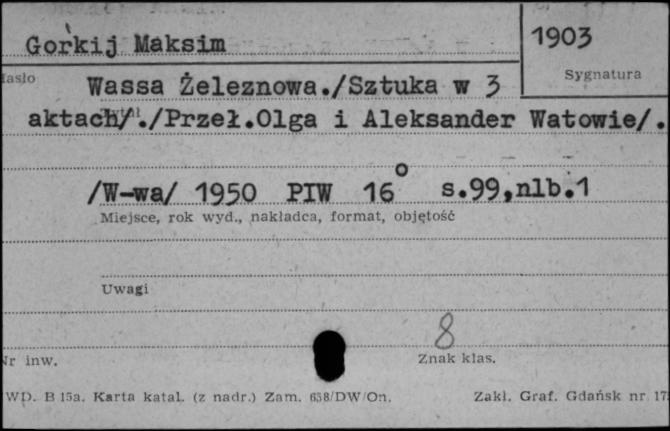 Gorkij Maksim
1903
Hasło
Sygnatura
Wassa Żeleznowa./Sztuka w 3
aktach/./Przeł.Olga i Aleksander Watowie/.
/W-wa/ 1950 PIW 16° s.99,nlb.1
Miejsce, rok wyd., nakładca, format, objętość
Uwagi
8
Nr inw.
Znak klas.
WD. B 15a. Karta katal. (z nadr.) Zam. 658/DW/On.
Zakł. Graf. Gdańsk nr 17